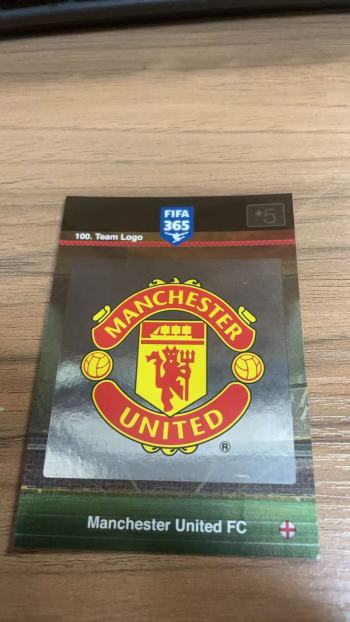 FIFA
365
+5
100. Team Logo
MANCHESTER
UNITED
®
Manchester United FC